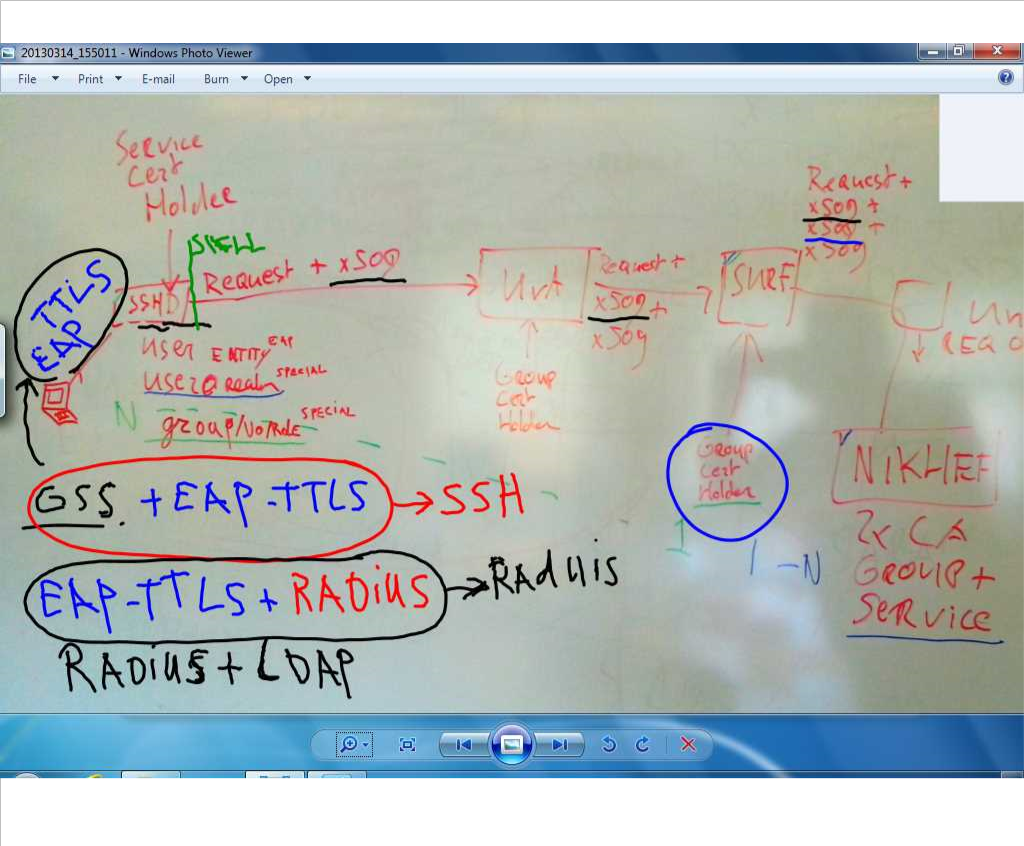 20130314_155011 - Windows Photo Viewer
File Print E-mail Burn Open
Service
Cert
Holder
SHELL
Request + x509
SSHD
TTLS
EAP
UvA
Request +
x509 +
x509
SURF
Request +
x509 +
x509 +
x509
Un
REQ
user ENTITY EAP
user@realm SPECIAL
N group/VO/Role SPECIAL
Group
Cert
Holder
Group
Cert
Holder
1
1 - N
NIKHEF
2x CA
Group +
Service
GSS. + EAP-TTLS → SSH
EAP-TTLS + RADiUS → RADuiis
RADiUS + LDAP